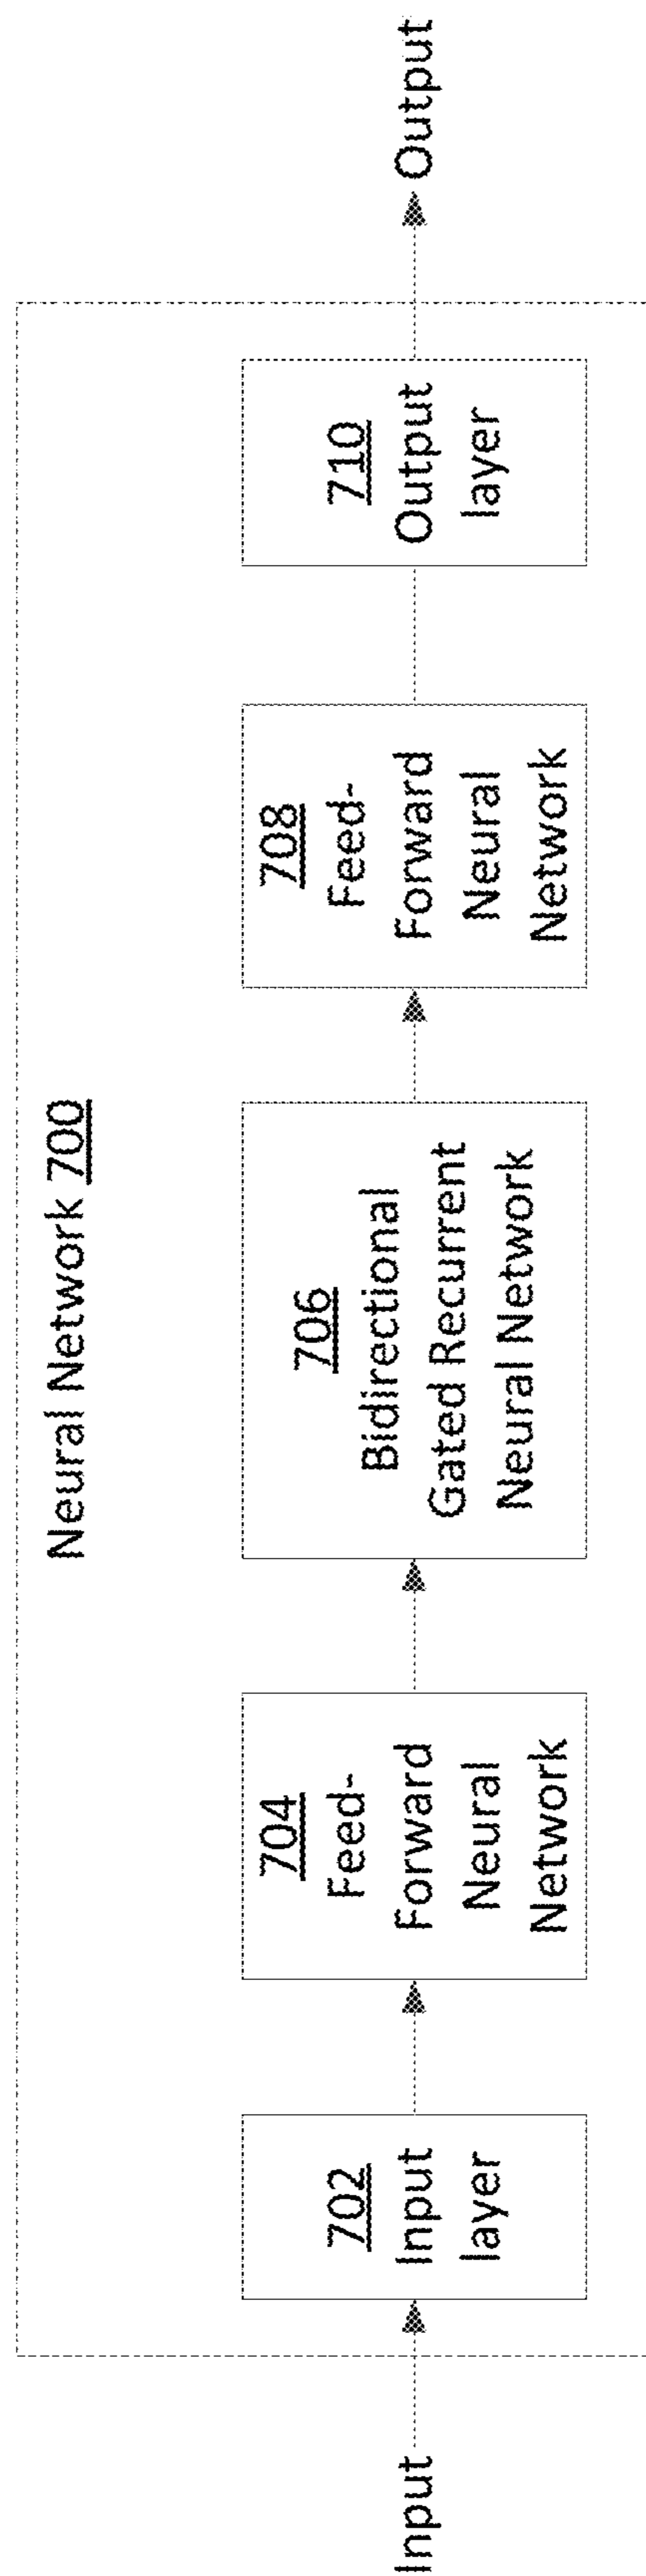 Neural Network 700
Input
702
Input
layer
704
Feed-
Forward
Neural
Network
706
Bidirectional
Gated Recurrent
Neural Network
708
Feed-
Forward
Neural
Network
710
Output
layer
Output